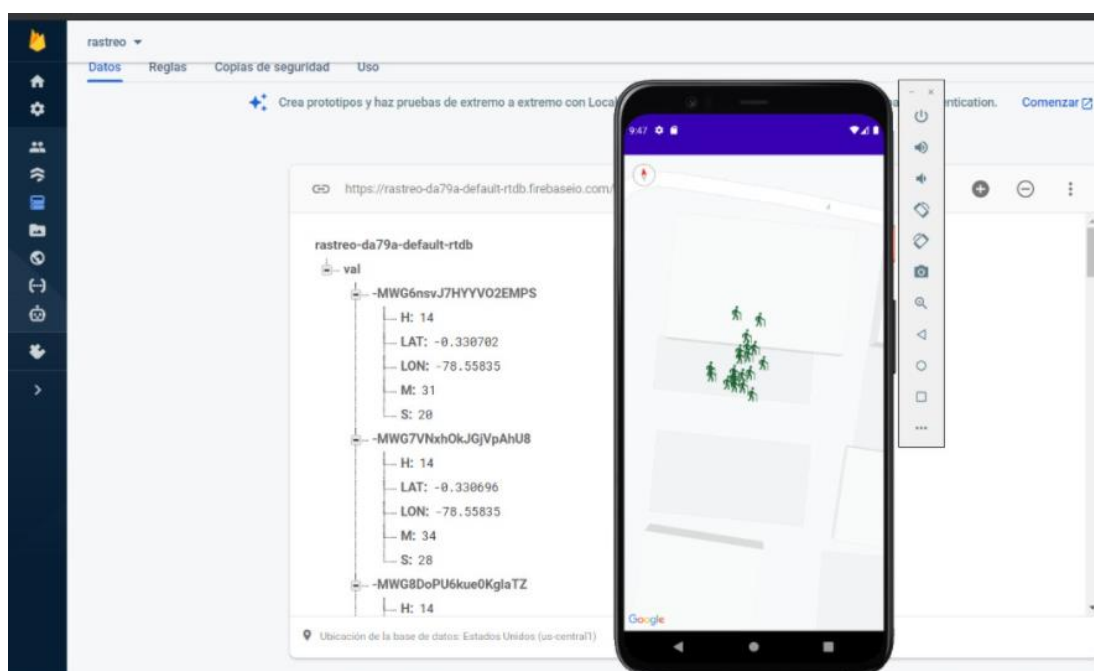 rastreo
Datos Reglas Copias de seguridad Uso
Crea prototipos y haz pruebas de extremo a extremo con Local
entication. Comenzar
https://rastreo-da79a-default-rtdb.firebaseio.com/
rastreo-da79a-default-rtdb
val
-MWG6nsvJ7HYYVO2EMPS
H: 14
LAT: -0.330702
LON: -78.55835
M: 31
S: 20
-MWG7VNxhOkJGjVpAhU8
H: 14
LAT: -0.330696
LON: -78.55835
M: 34
S: 28
-MWG8DoPU6kue0KglaTZ
H: 14
Ubicación de la base de datos: Estados Unidos (us-central1)
9:47
Google